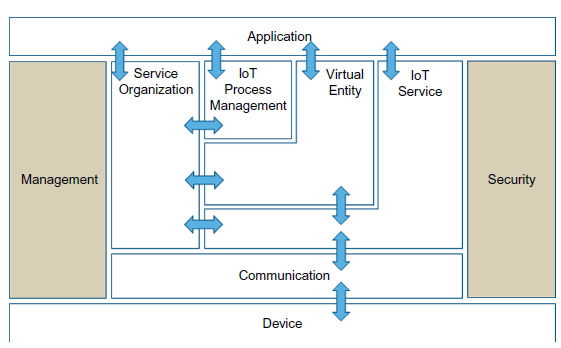 Application
Service
Organization
IoT
Process
Management
Virtual
Entity
IoT
Service
Management
Security
Communication
Device